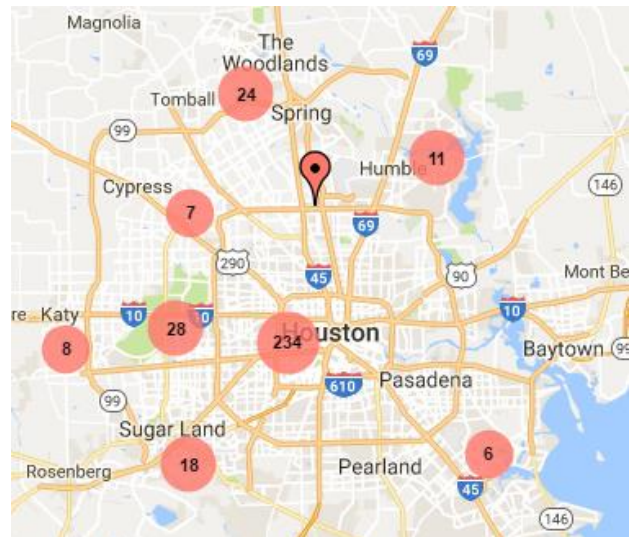 Magnolia
The
Woodlands
69
24
Tomball
Spring
99
Humble
11
146
Cypress
7
69
290
45
90
Mont Be
re
Katy
10
10
10
28
234
Houston
8
Baytown
99
610
Pasadena
99
Sugar Land
18
6
Rosenberg
Pearland
45
146